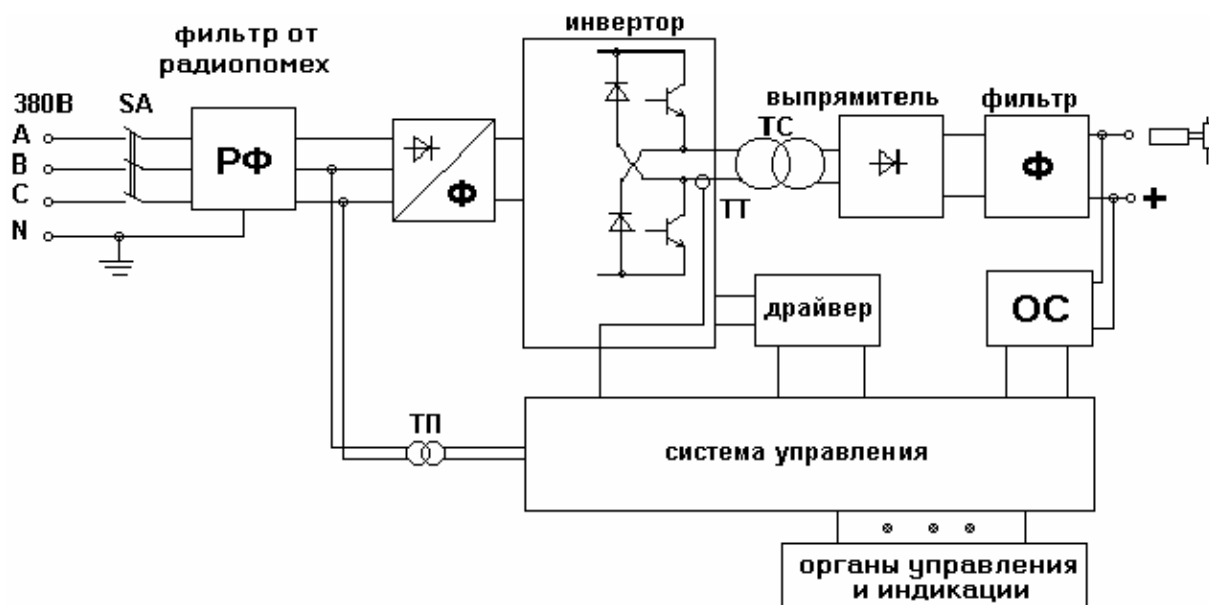 фильтр от
радиопомех
инвертор
380В
SA
A
B
C
N
РФ
Ф
ТС
ТТ
выпрямитель
фильтр
Ф
+
драйвер
ОС
ТП
система управления
органы управления
и индикации